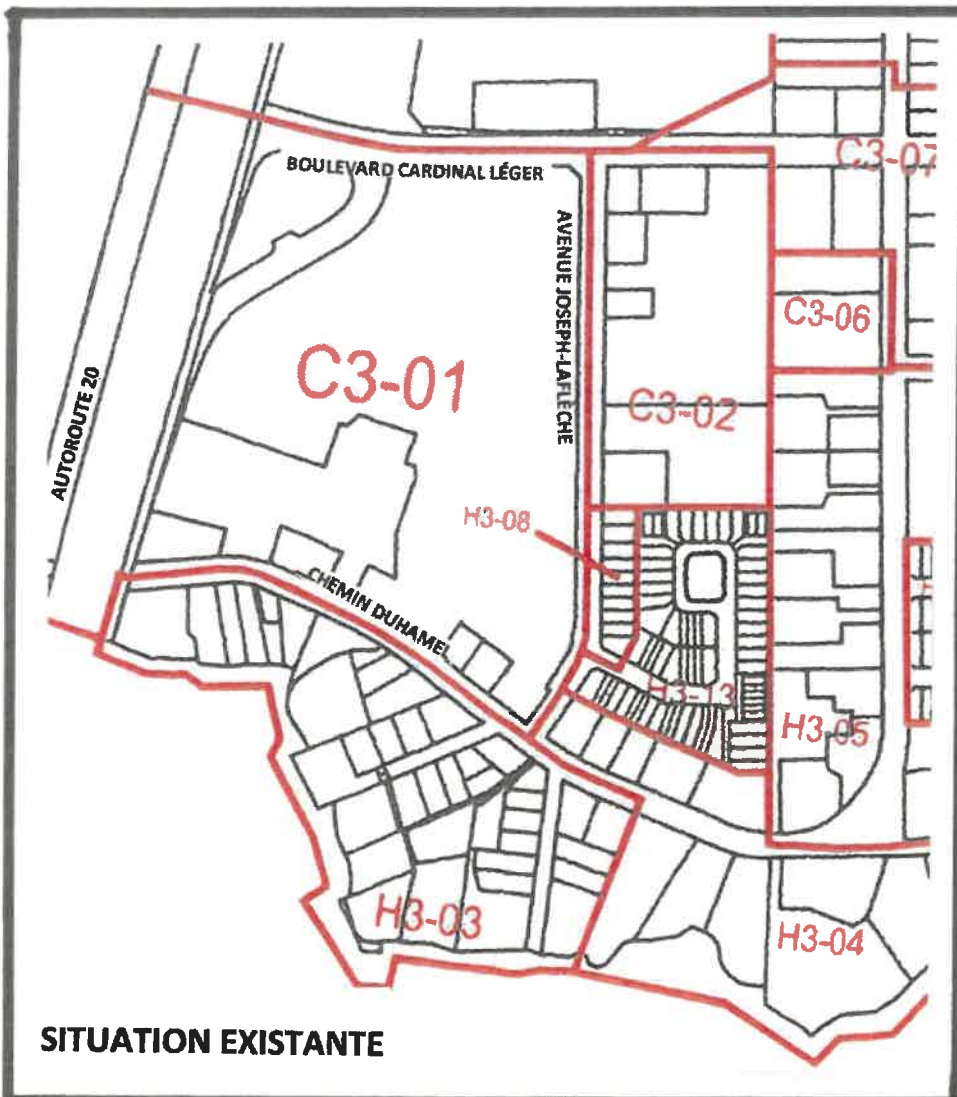 BOULEVARD CARDINAL LÉGER
C3-07
AVENUE JOSEPH-LAFLÈCHE
C3-06
C3-01
C3-02
AUTOROUTE 20
H3-08
CHEMIN DUHAMEL
H3-13
H3-05
H3-03
H3-04
SITUATION EXISTANTE